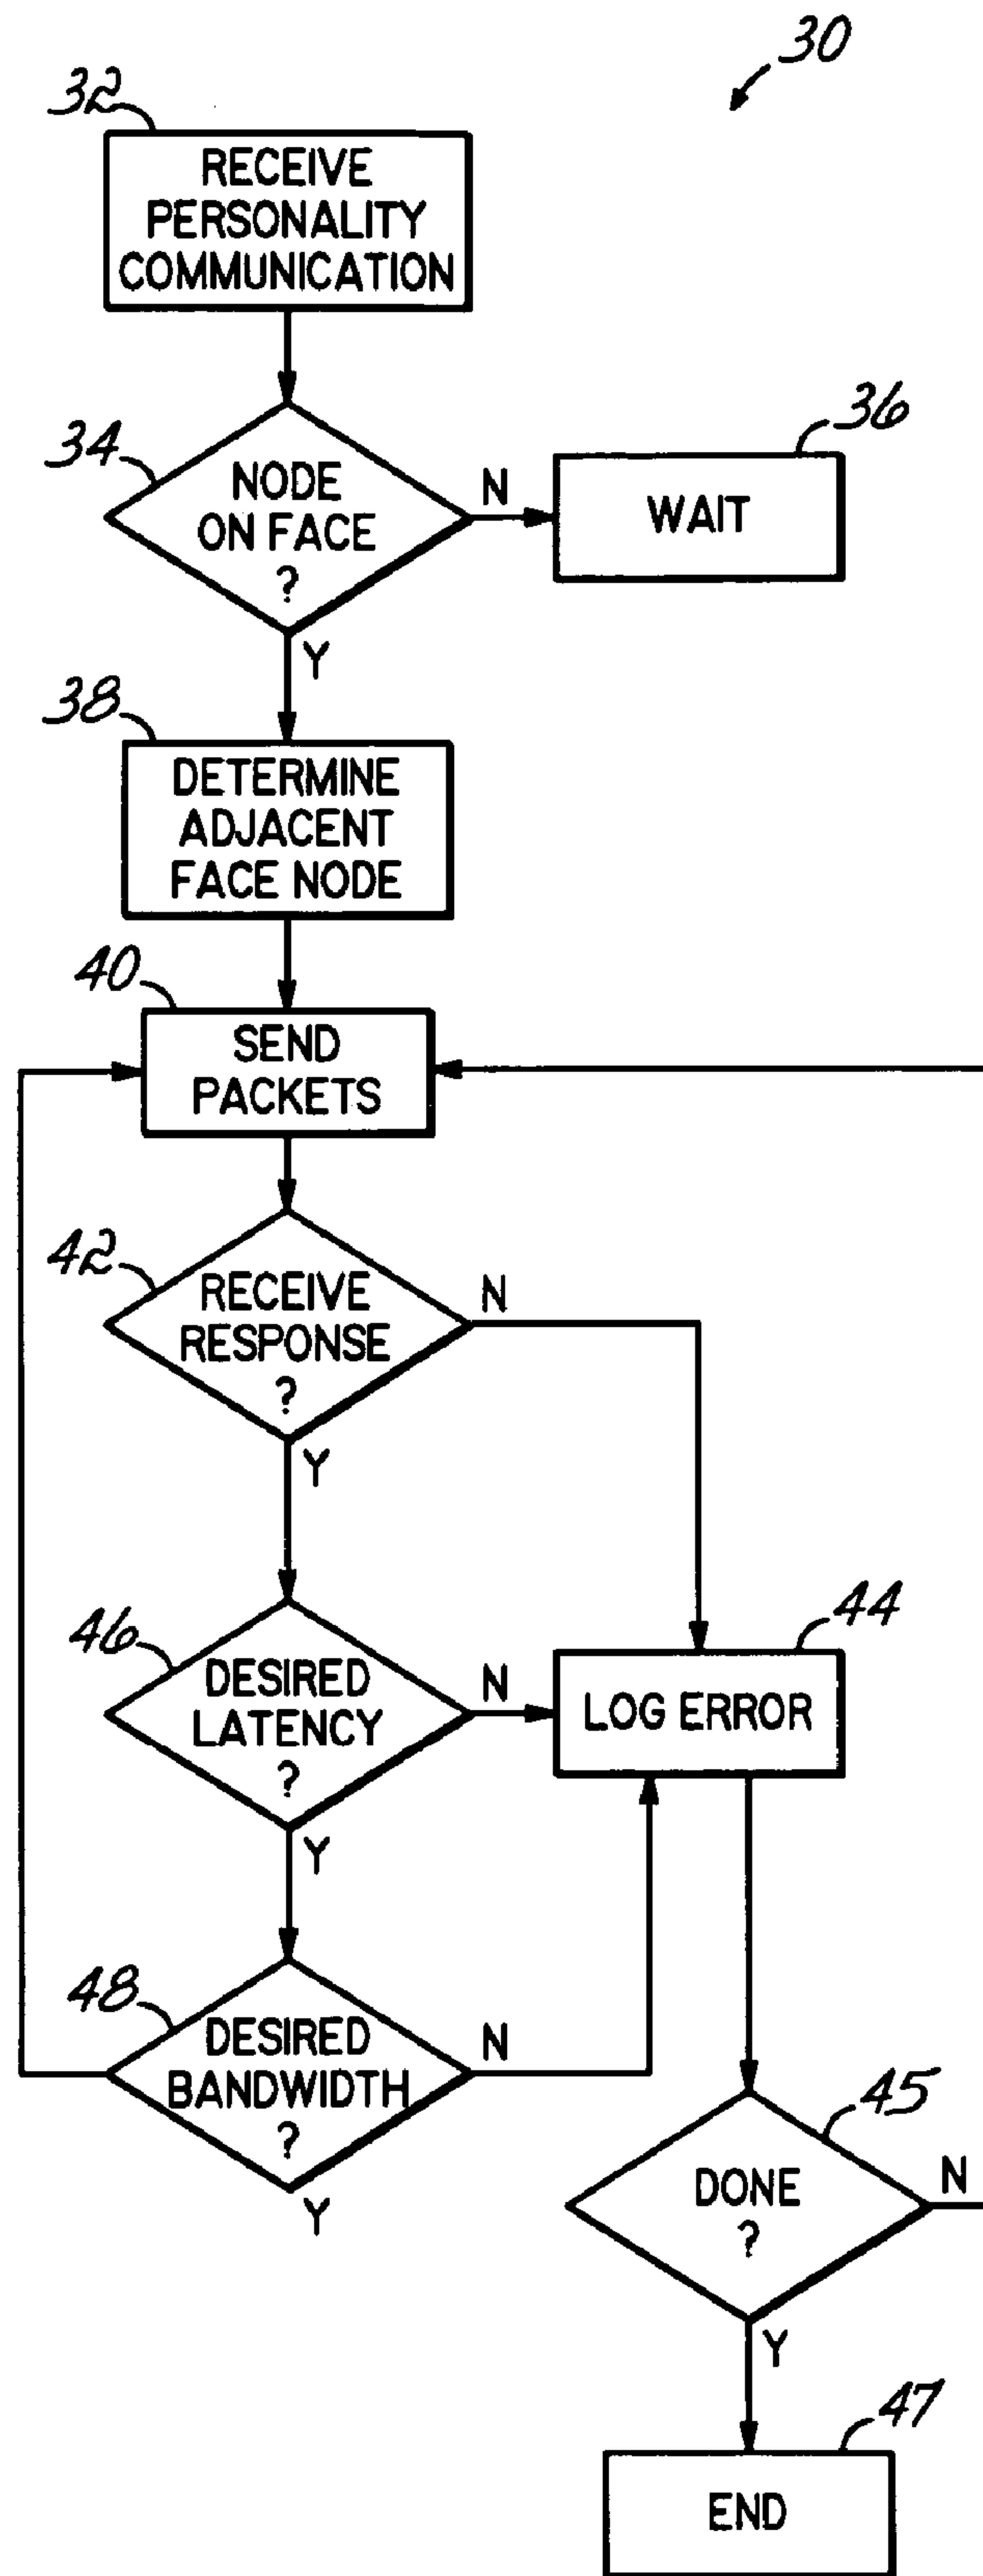 30
32
RECEIVE
PERSONALITY
COMMUNICATION
34
NODE
ON FACE
?
N
Y
36
WAIT
38
DETERMINE
ADJACENT
FACE NODE
40
SEND
PACKETS
42
RECEIVE
RESPONSE
?
N
Y
46
DESIRED
LATENCY
?
N
Y
44
LOG ERROR
48
DESIRED
BANDWIDTH
?
N
Y
45
DONE
?
N
Y
47
END